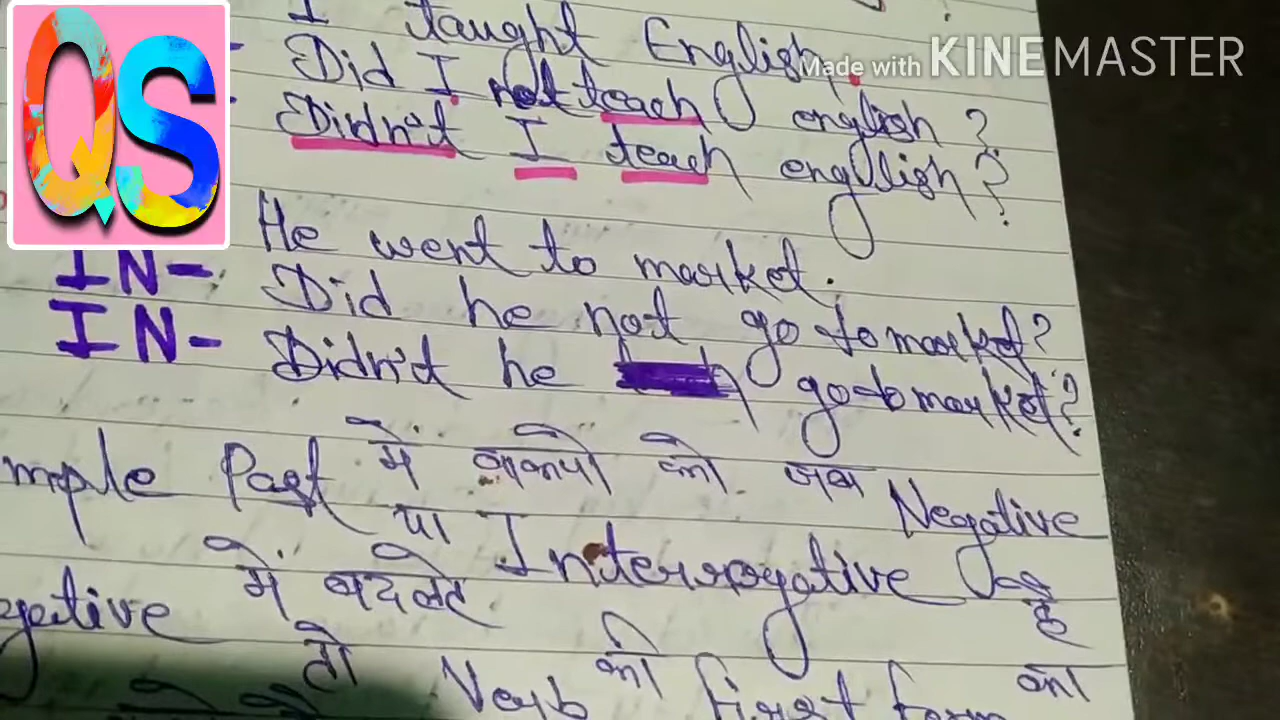 I taught English.
Made with KINEMASTER
Did I not teach english ?
Didn't I teach english ?
QS
He went to market.
IN- Did he not go to market?
IN- Didn't he go to market?
mple Past में वाक्यो को जब Negative
या Interrogative
gative में बदलते है
तो Verb की first form का